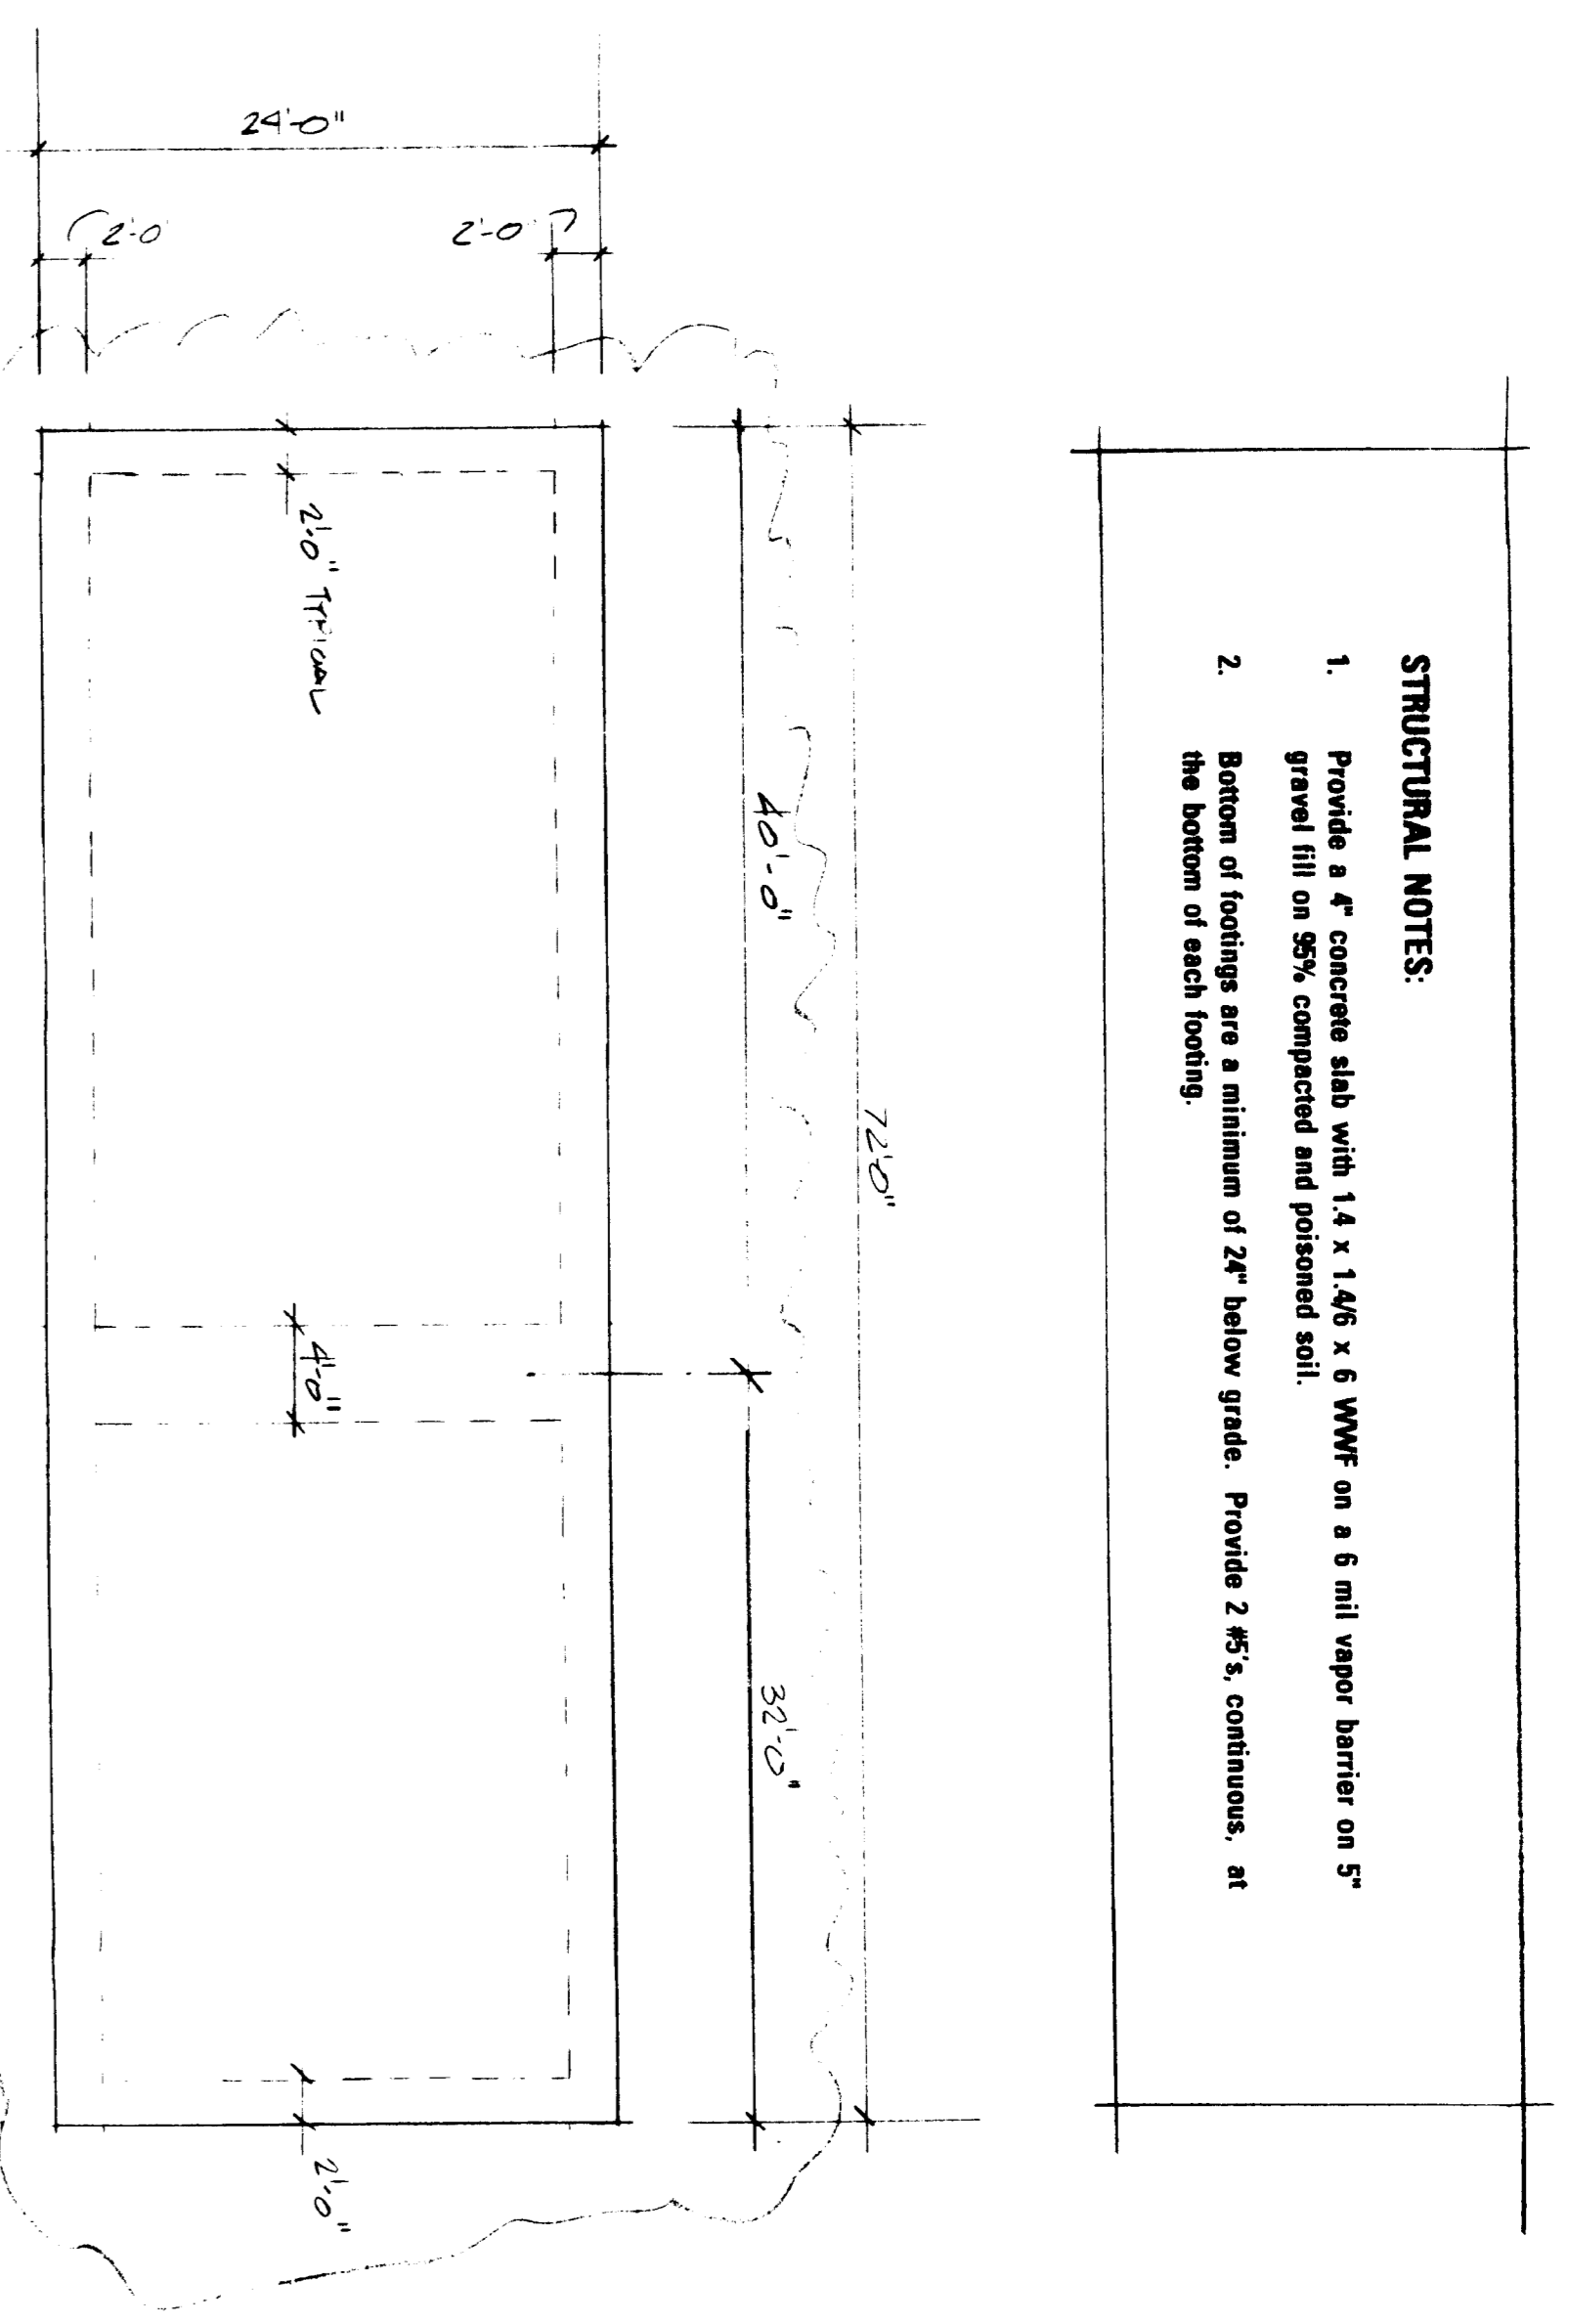 STRUCTURAL NOTES:
1. Provide a 4" concrete slab with 1.4 x 1.4/6 x 6 WWF on a 6 mil vapor barrier on 5"
gravel fill on 95% compacted and poisoned soil.
2. Bottom of footings are a minimum of 24" below grade. Provide 2 #5's, continuous, at
the bottom of each footing.
72'0"
40'-0"
32'-0"
24'-0"
2'-0
2'-0
2'-0" TYPICAL
4'-0"
2'-0"